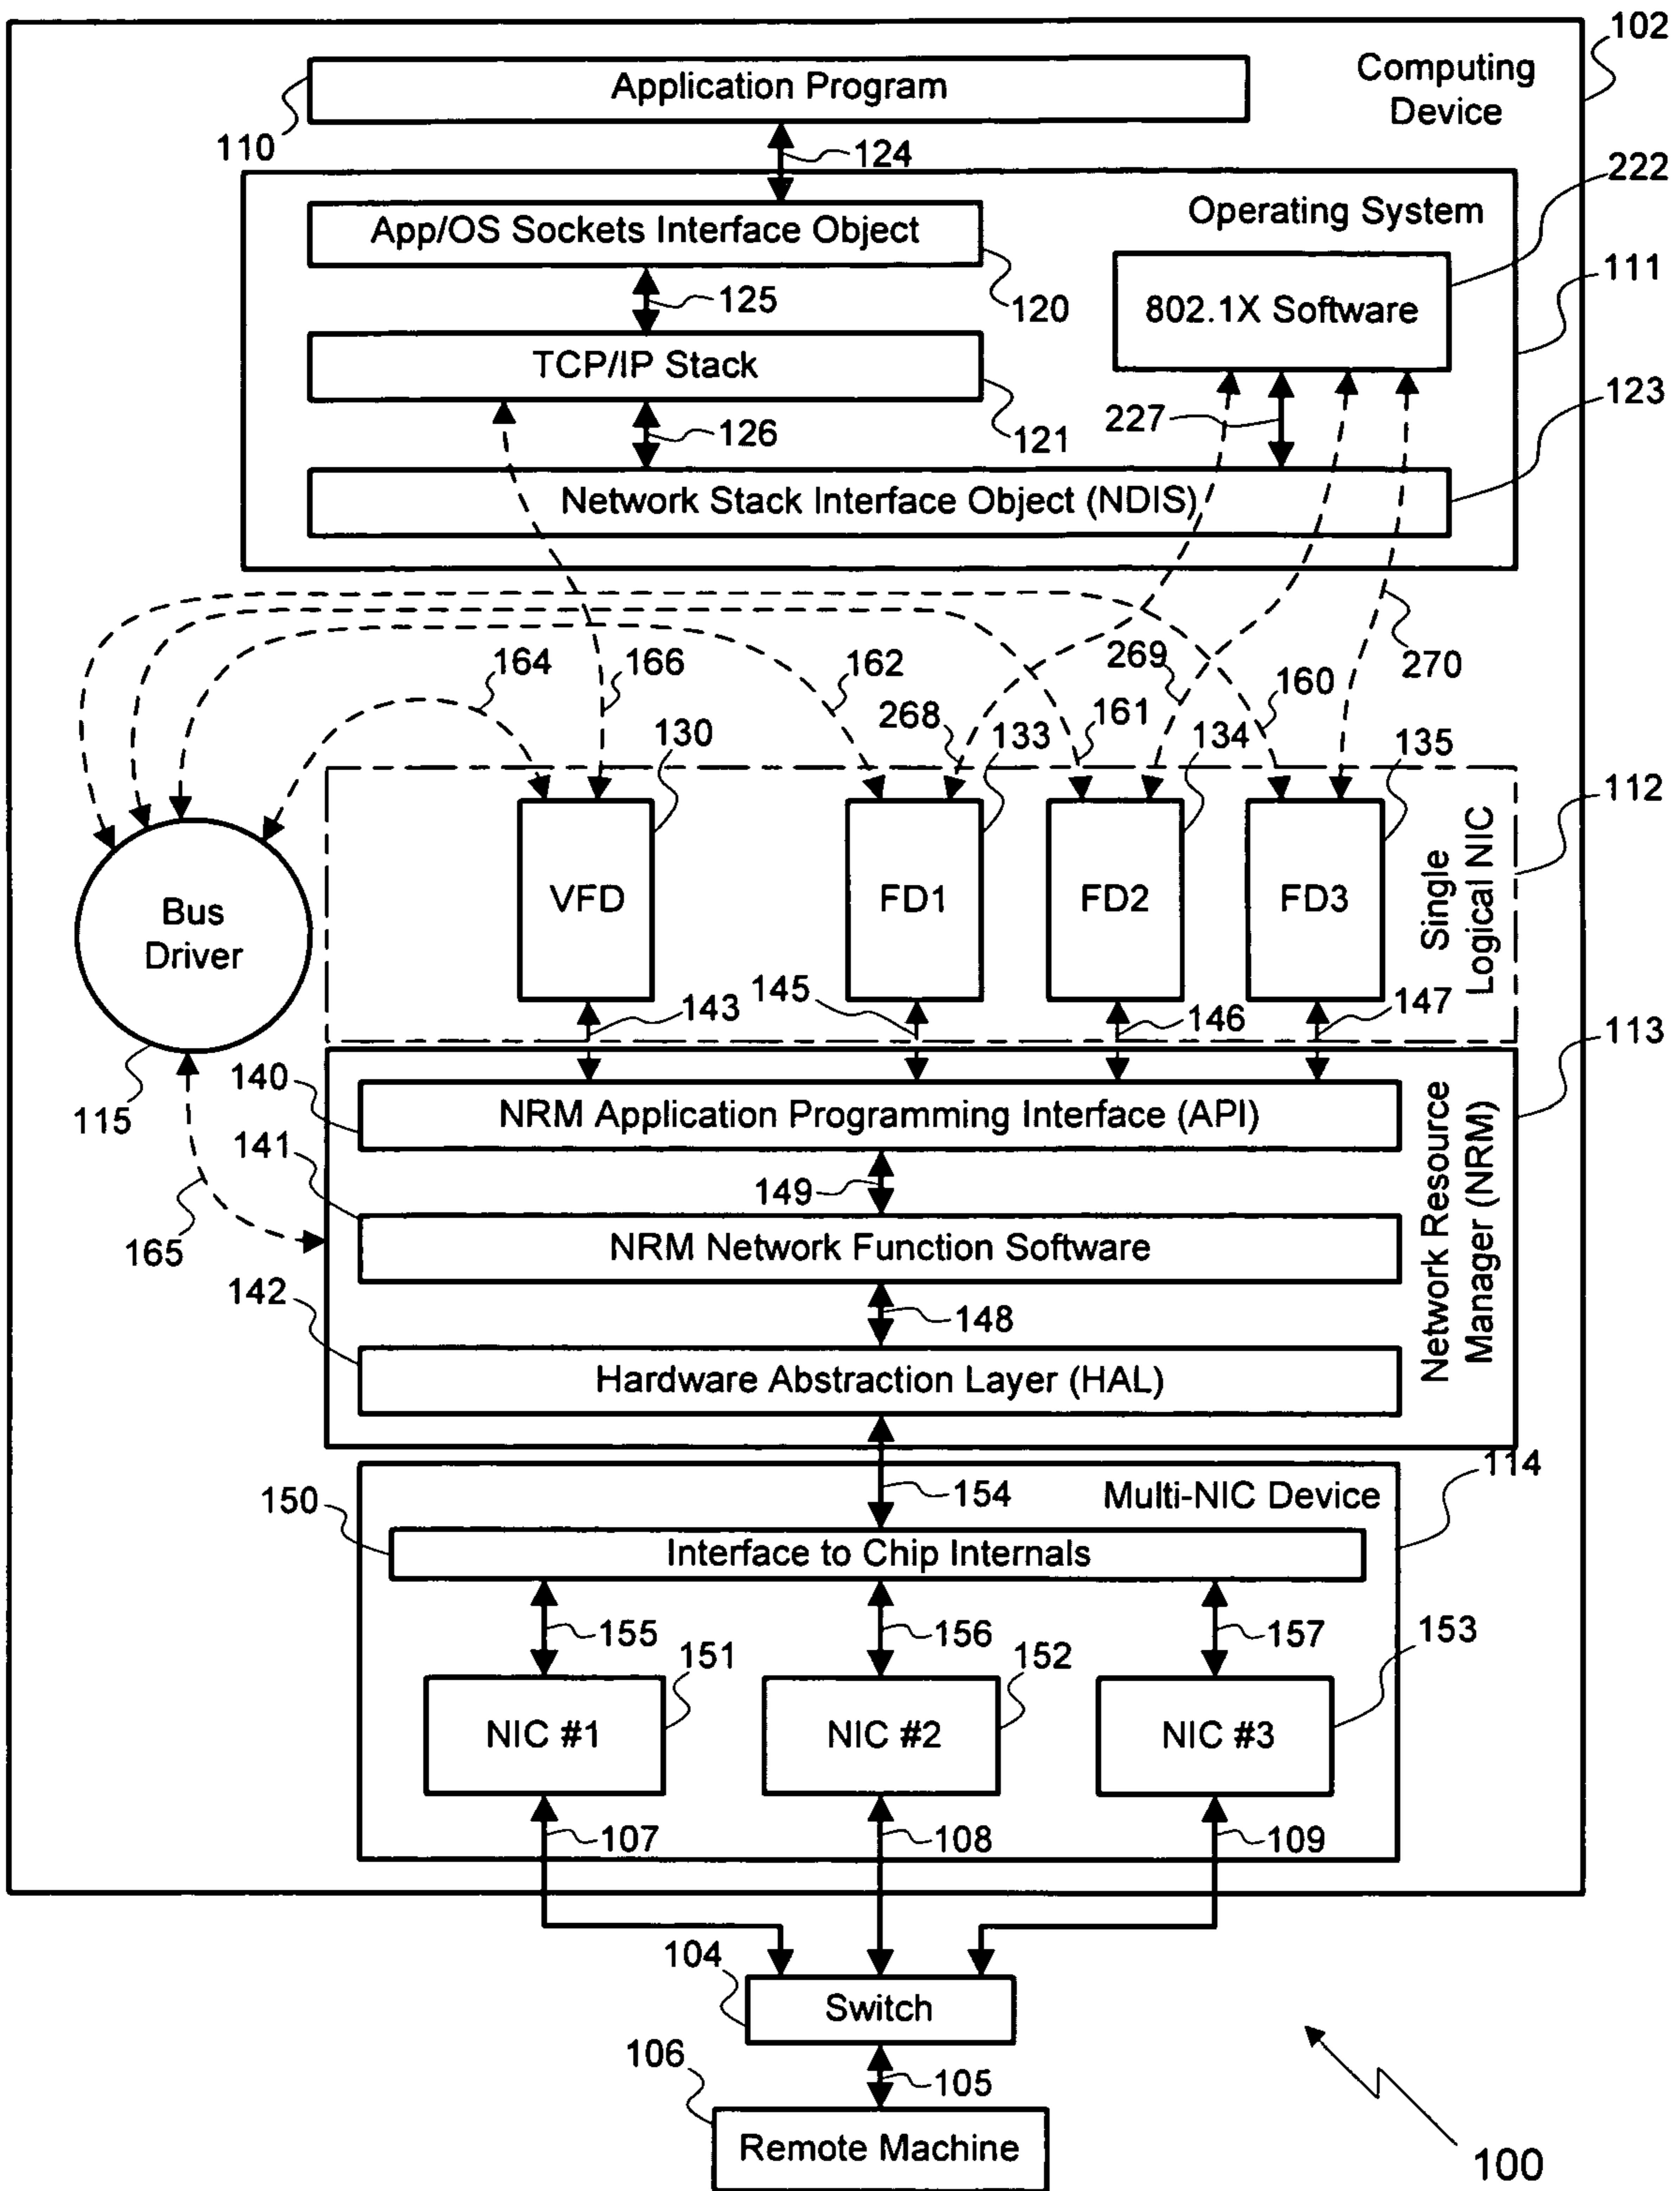 102
Computing
Device
Application Program
110
124
222
Operating System
App/OS Sockets Interface Object
120
802.1X Software
111
125
TCP/IP Stack
121
123
227
126
Network Stack Interface Object (NDIS)
164
166
162
268
269
161
160
270
130
133
134
135
112
VFD
FD1
FD2
FD3
Single
Logical NIC
Bus
Driver
115
143
145
146
147
113
140
NRM Application Programming Interface (API)
141
149
NRM Network Function Software
165
142
148
Hardware Abstraction Layer (HAL)
Network Resource
Manager (NRM)
114
150
154
Multi-NIC Device
Interface to Chip Internals
155
156
157
151
152
153
NIC #1
NIC #2
NIC #3
107
108
109
104
Switch
106
105
Remote Machine
100